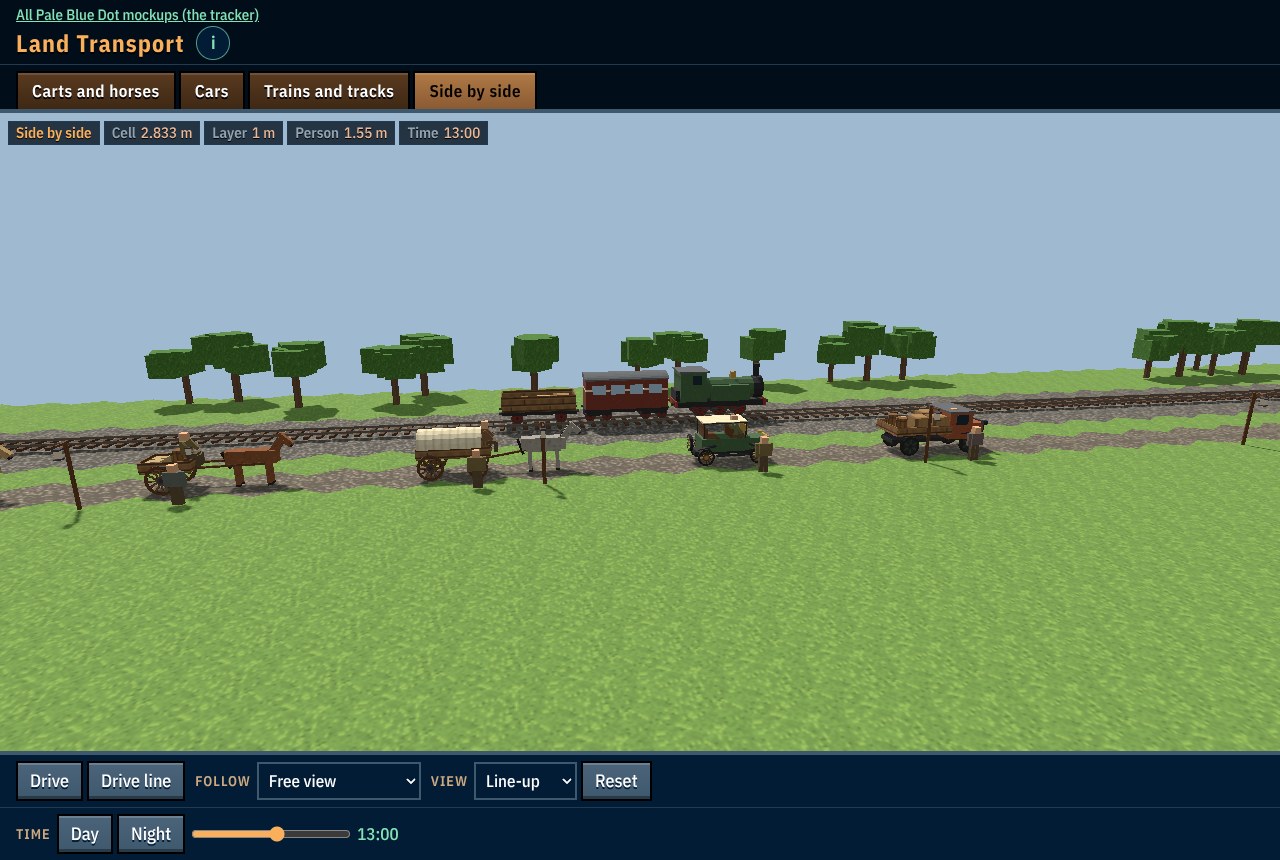 All Pale Blue Dot mockups (the tracker)
Land Transport i
Carts and horses Cars Trains and tracks Side by side
Side by side Cell 2.833 m Layer 1 m Person 1.55 m Time 13:00
Drive Drive line FOLLOW Free view VIEW Line-up Reset
TIME Day Night 13:00